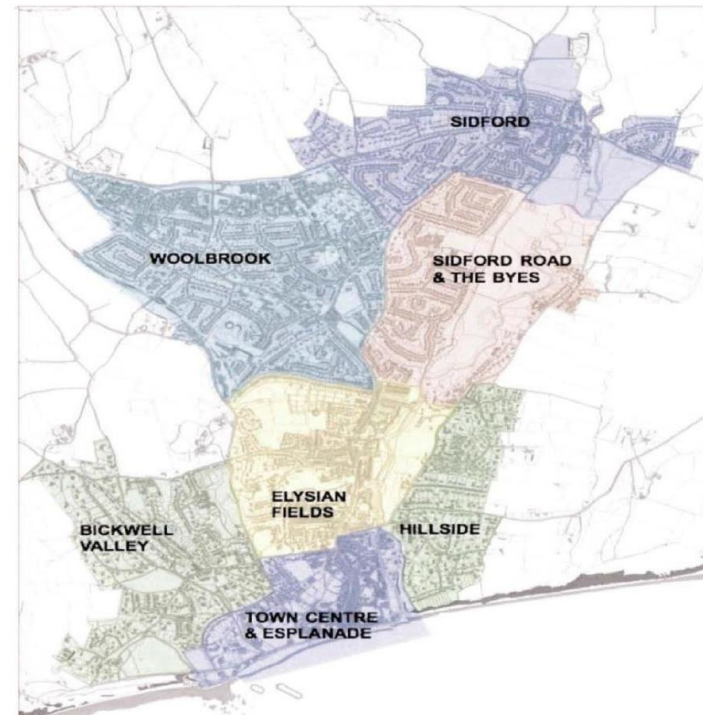 SIDFORD
WOOLBROOK
SIDFORD ROAD
& THE BYES
ELYSIAN
FIELDS
BICKWELL
VALLEY
HILLSIDE
TOWN CENTRE
& ESPLANADE